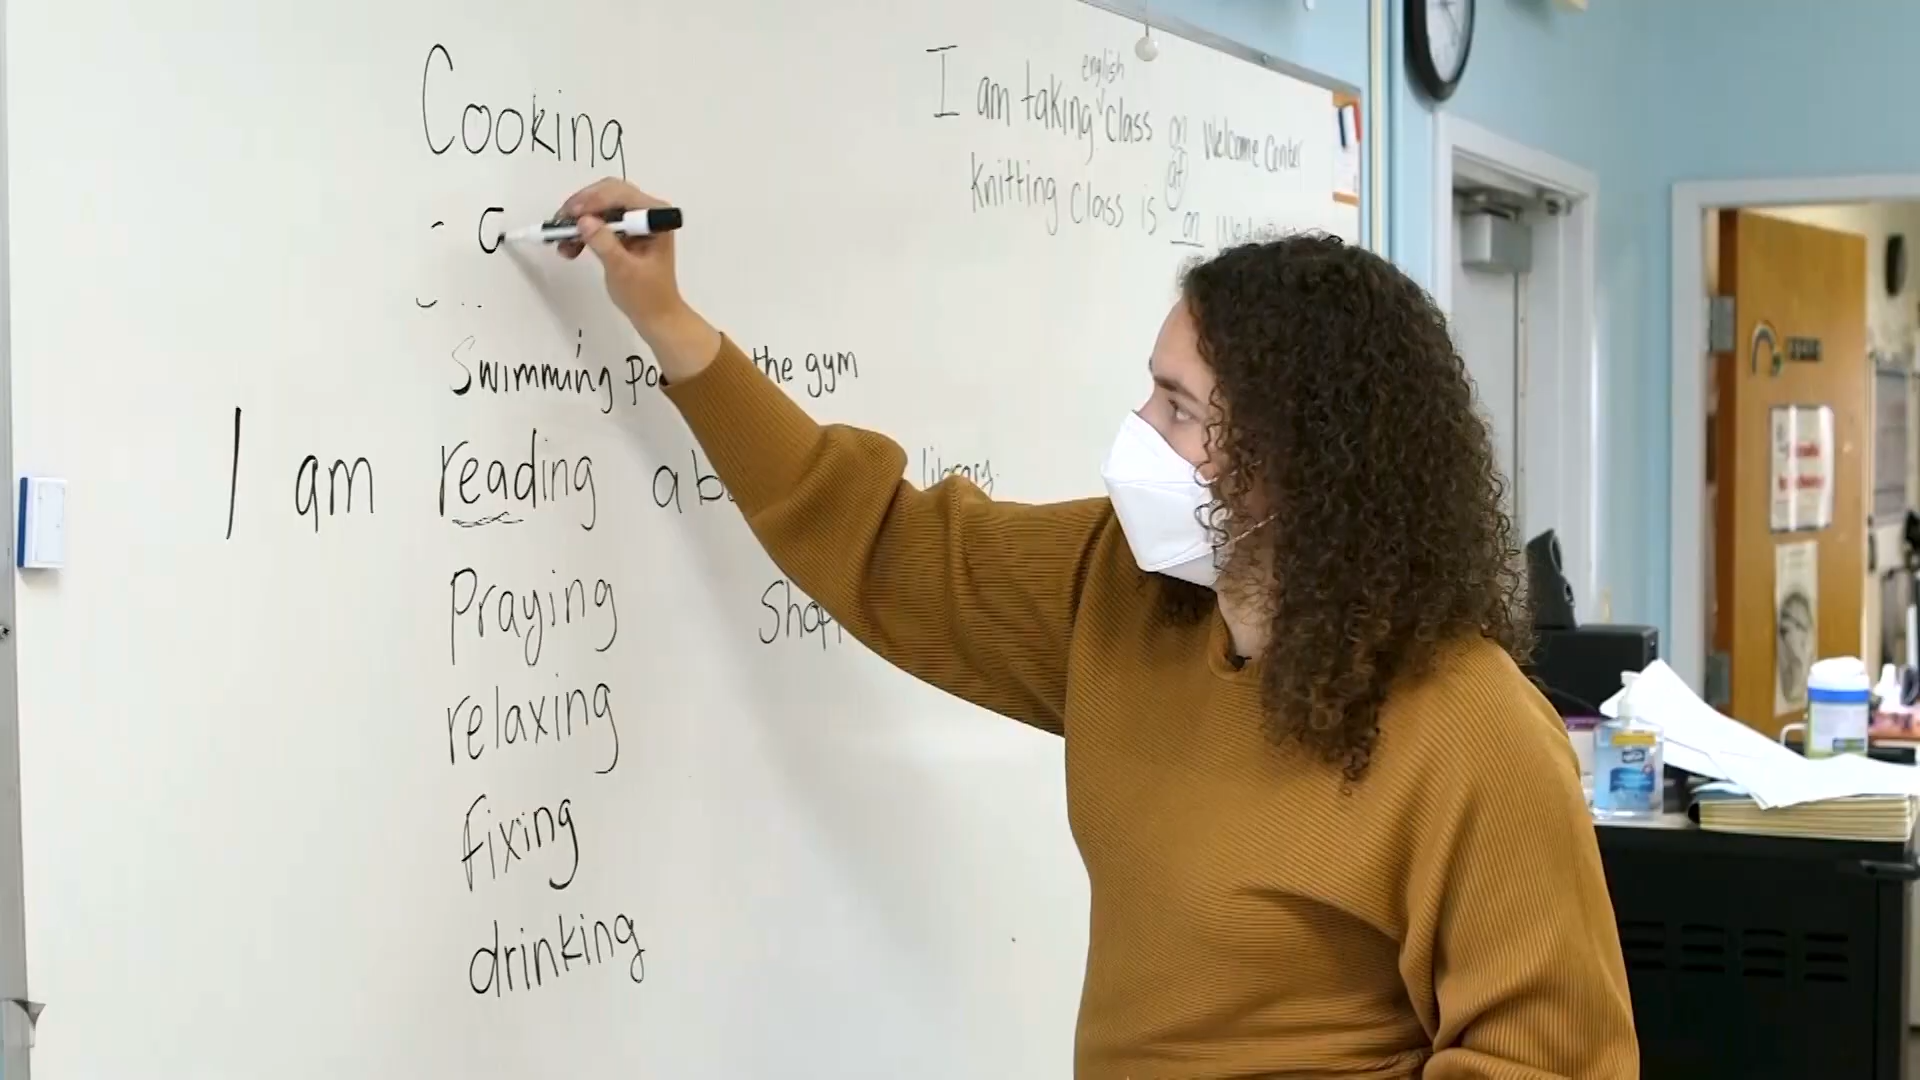 Cooking
english
I am taking class on Welcome Center
at
Knitting class is on
Swimming the gym
I am reading library.
Praying
relaxing
fixing
drinking